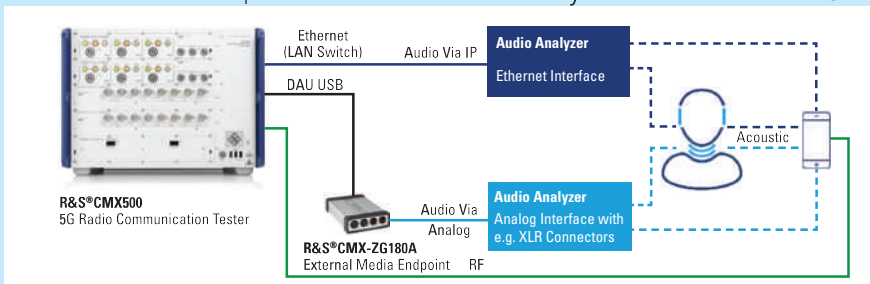 Ethernet
(LAN Switch)
Audio Via IP
Audio Analyzer
Ethernet Interface
DAU USB
Acoustic
R&S®CMX500
5G Radio Communication Tester
Audio Via
Analog
Audio Analyzer
Analog Interface with
e.g. XLR Connectors
R&S®CMX-ZG180A
External Media Endpoint
RF